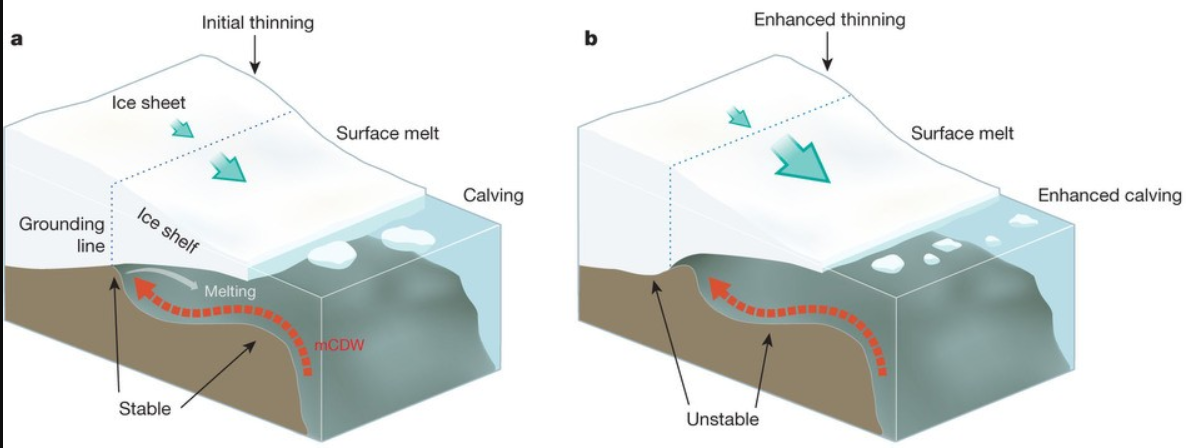 a
Initial thinning
Ice sheet
Surface melt
Calving
Grounding
line
Ice shelf
Melting
mCDW
Stable
b
Enhanced thinning
Surface melt
Enhanced calving
Unstable